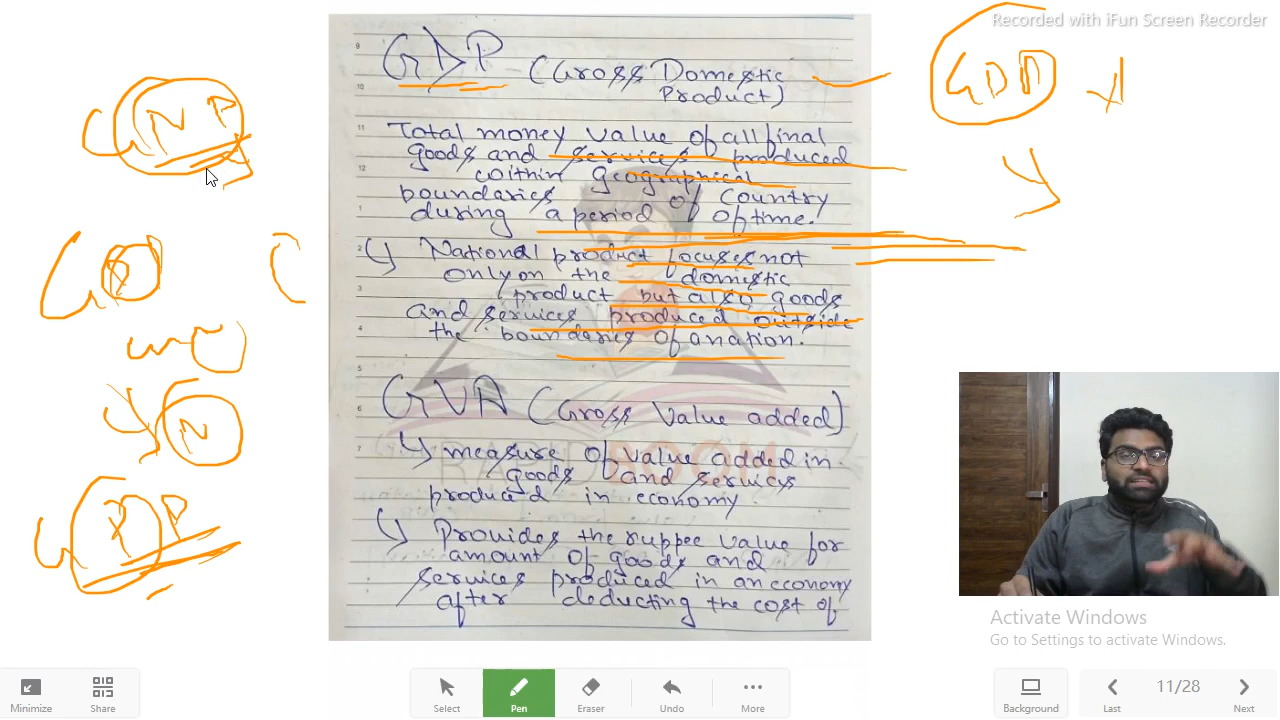 Recorded with iFun Screen Recorder
GDP (Gross Domestic
Product)
Total money value of all final
goods and services produced
within geographical
boundaries of country
during a period of time.
↳ National product focuses not
only on the domestic
product but also goods
and services produced outside
the boundaries of a nation.
GVA (Gross Value added)
↳ measure of value added in
goods and services
produced in economy
↳ Provides the ruppee value for
amount of goods and
services produced in an economy
after deducting the cost of
GNP
GDP
Activate Windows
Go to Settings to activate Windows.
Minimize
Share
Select
Pen
Eraser
Undo
More
Background
Last
11/28
Next